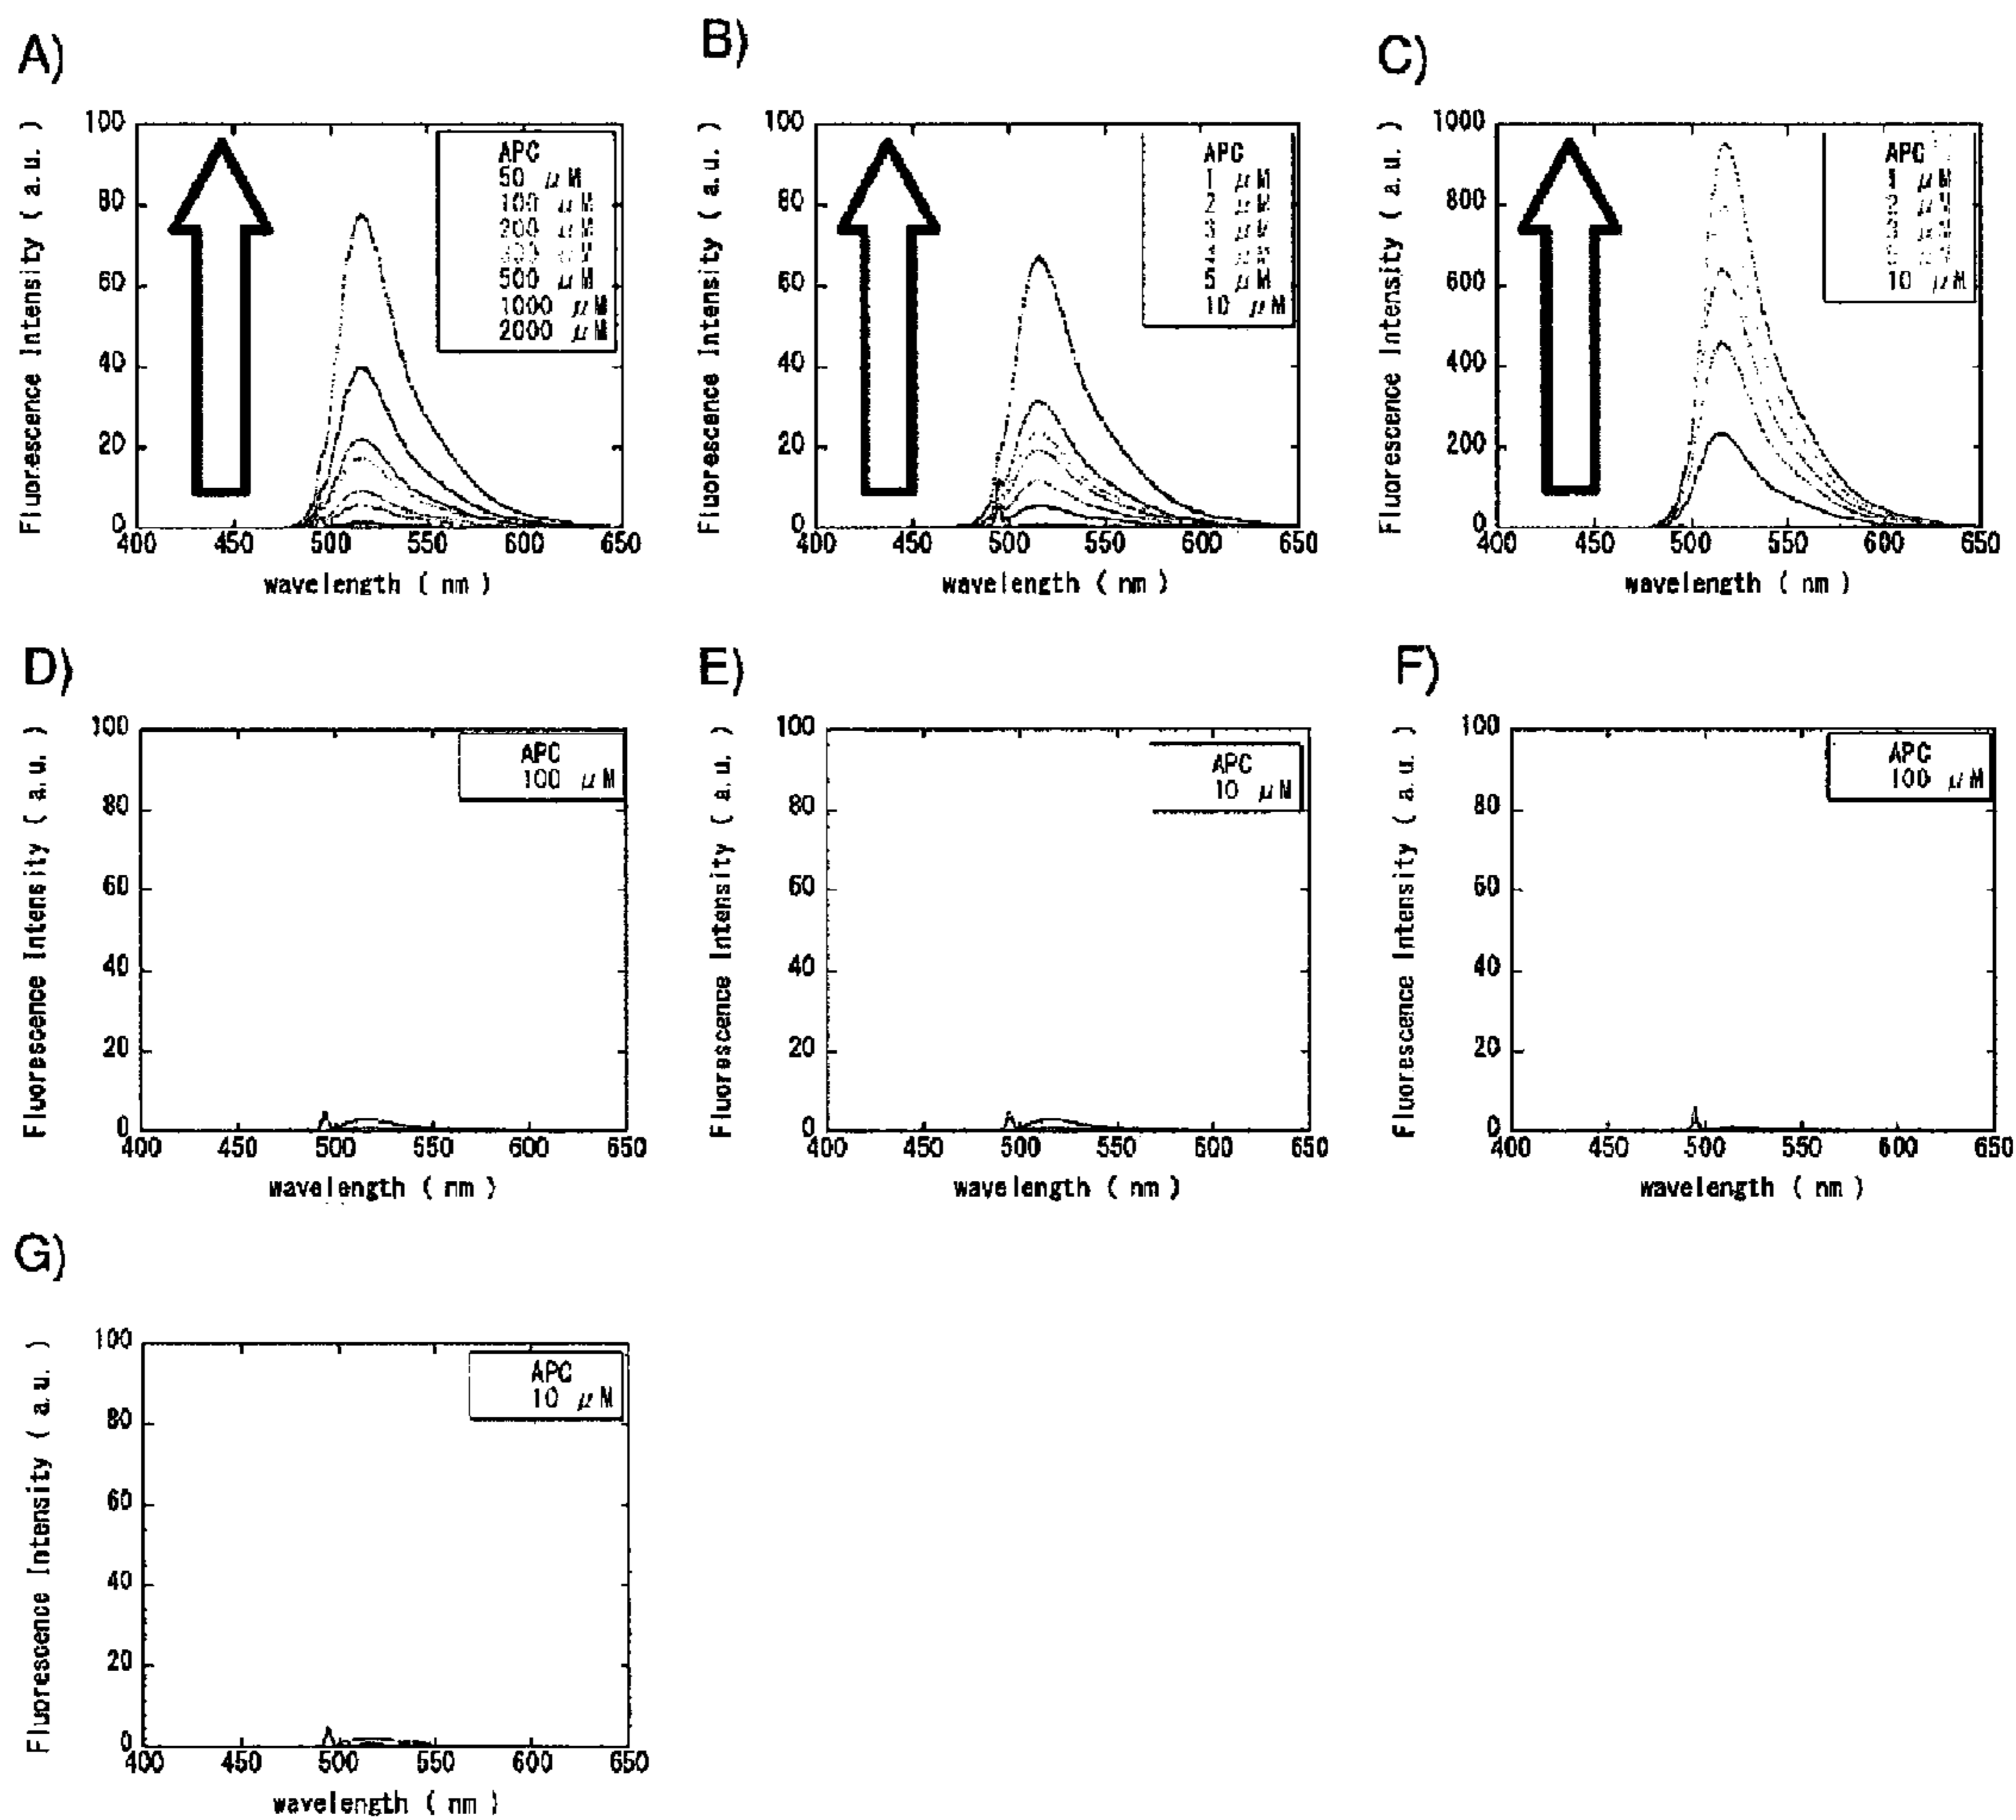 A)
Fluorescence Intensity ( a.u. )
100
80
60
40
20
0
400 450 500 550 600 650
wavelength ( nm )
APC
50 μM
100 μM
200 μM
500 μM
1000 μM
2000 μM
B)
Fluorescence Intensity ( a.u. )
100
80
60
40
20
0
400 450 500 550 600 650
wavelength ( nm )
APC
1 μM
2 μM
3 μM
4 μM
5 μM
10 μM
C)
Fluorescence Intensity ( a.u. )
1000
800
600
400
200
0
400 450 500 550 600 650
wavelength ( nm )
APC
μM
10 μM
D)
Fluorescence Intensity ( a.u. )
100
80
60
40
20
0
400 450 500 550 600 650
wavelength ( nm )
APC
100 μM
E)
Fluorescence Intensity ( a.u. )
100
80
60
40
20
0
400 450 500 550 600 650
wavelength ( nm )
APC
10 μM
F)
Fluorescence Intensity ( a.u. )
100
80
60
40
20
0
400 450 500 550 600 650
wavelength ( nm )
APC
100 μM
G)
Fluorescence Intensity ( a.u. )
100
80
60
40
20
0
400 450 500 550 600 650
wavelength ( nm )
APC
10 μM